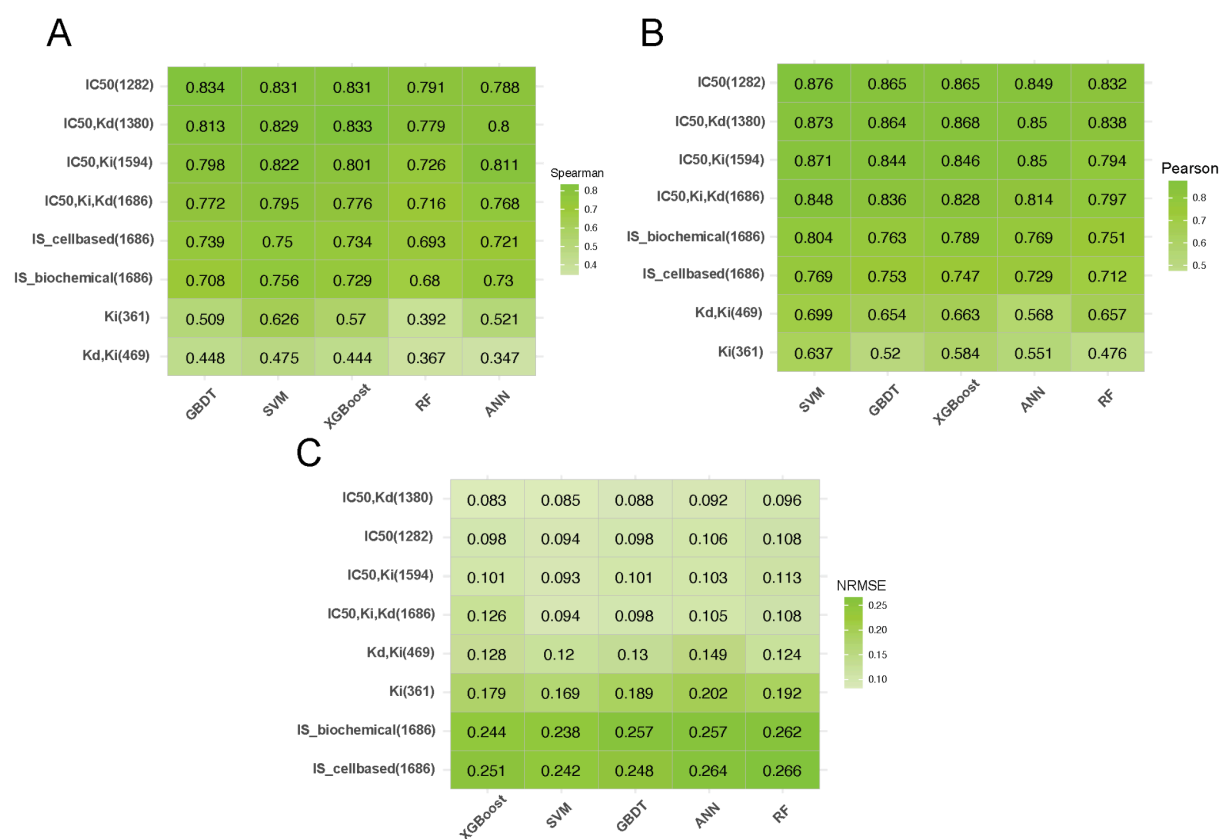 A
IC50(1282) 0.834 0.831 0.831 0.791 0.788
IC50,Kd(1380) 0.813 0.829 0.833 0.779 0.8
IC50,Ki(1594) 0.798 0.822 0.801 0.726 0.811
IC50,Ki,Kd(1686) 0.772 0.795 0.776 0.716 0.768
IS_cellbased(1686) 0.739 0.75 0.734 0.693 0.721
IS_biochemical(1686) 0.708 0.756 0.729 0.68 0.73
Ki(361) 0.509 0.626 0.57 0.392 0.521
Kd,Ki(469) 0.448 0.475 0.444 0.367 0.347
GBDT SVM XGBoost RF ANN
Spearman
0.8
0.7
0.6
0.5
0.4
B
IC50(1282) 0.876 0.865 0.865 0.849 0.832
IC50,Kd(1380) 0.873 0.864 0.868 0.85 0.838
IC50,Ki(1594) 0.871 0.844 0.846 0.85 0.794
IC50,Ki,Kd(1686) 0.848 0.836 0.828 0.814 0.797
IS_biochemical(1686) 0.804 0.763 0.789 0.769 0.751
IS_cellbased(1686) 0.769 0.753 0.747 0.729 0.712
Kd,Ki(469) 0.699 0.654 0.663 0.568 0.657
Ki(361) 0.637 0.52 0.584 0.551 0.476
SVM GBDT XGBoost ANN RF
Pearson
0.8
0.7
0.6
0.5
C
IC50,Kd(1380) 0.083 0.085 0.088 0.092 0.096
IC50(1282) 0.098 0.094 0.098 0.106 0.108
IC50,Ki(1594) 0.101 0.093 0.101 0.103 0.113
IC50,Ki,Kd(1686) 0.126 0.094 0.098 0.105 0.108
Kd,Ki(469) 0.128 0.12 0.13 0.149 0.124
Ki(361) 0.179 0.169 0.189 0.202 0.192
IS_biochemical(1686) 0.244 0.238 0.257 0.257 0.262
IS_cellbased(1686) 0.251 0.242 0.248 0.264 0.266
XGBoost SVM GBDT ANN RF
NRMSE
0.25
0.20
0.15
0.10